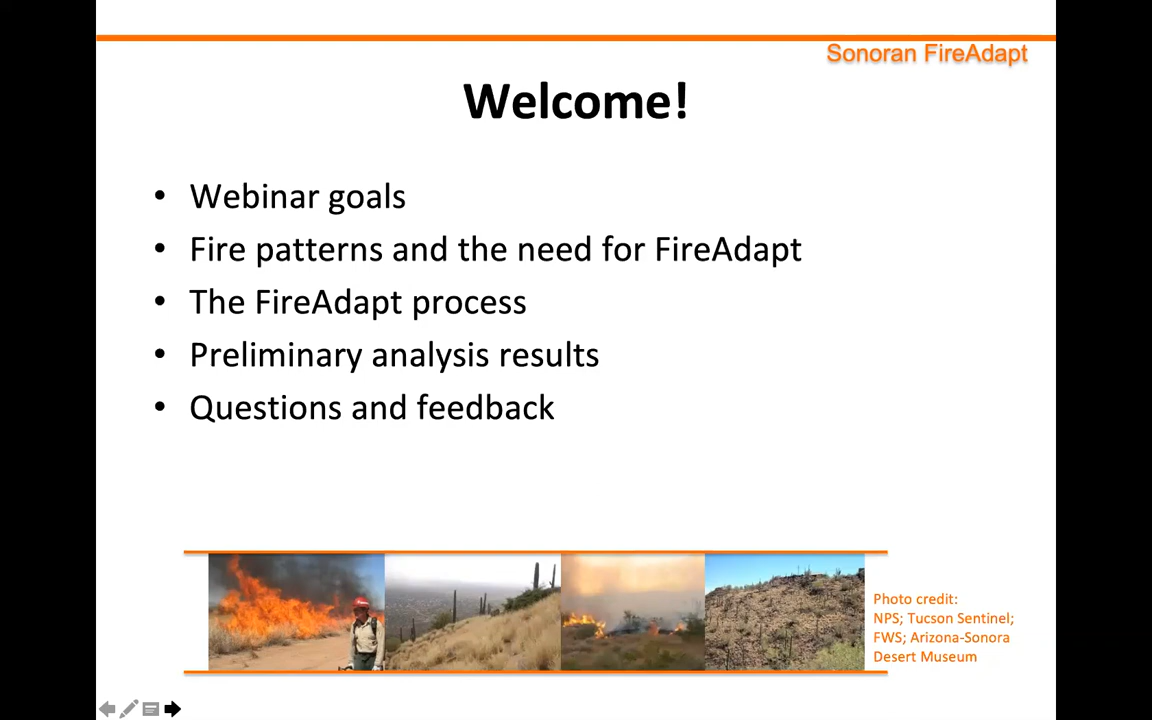 Sonoran FireAdapt
Welcome!
• Webinar goals
• Fire patterns and the need for FireAdapt
• The FireAdapt process
• Preliminary analysis results
• Questions and feedback
Photo credit:
NPS; Tucson Sentinel;
FWS; Arizona-Sonora
Desert Museum